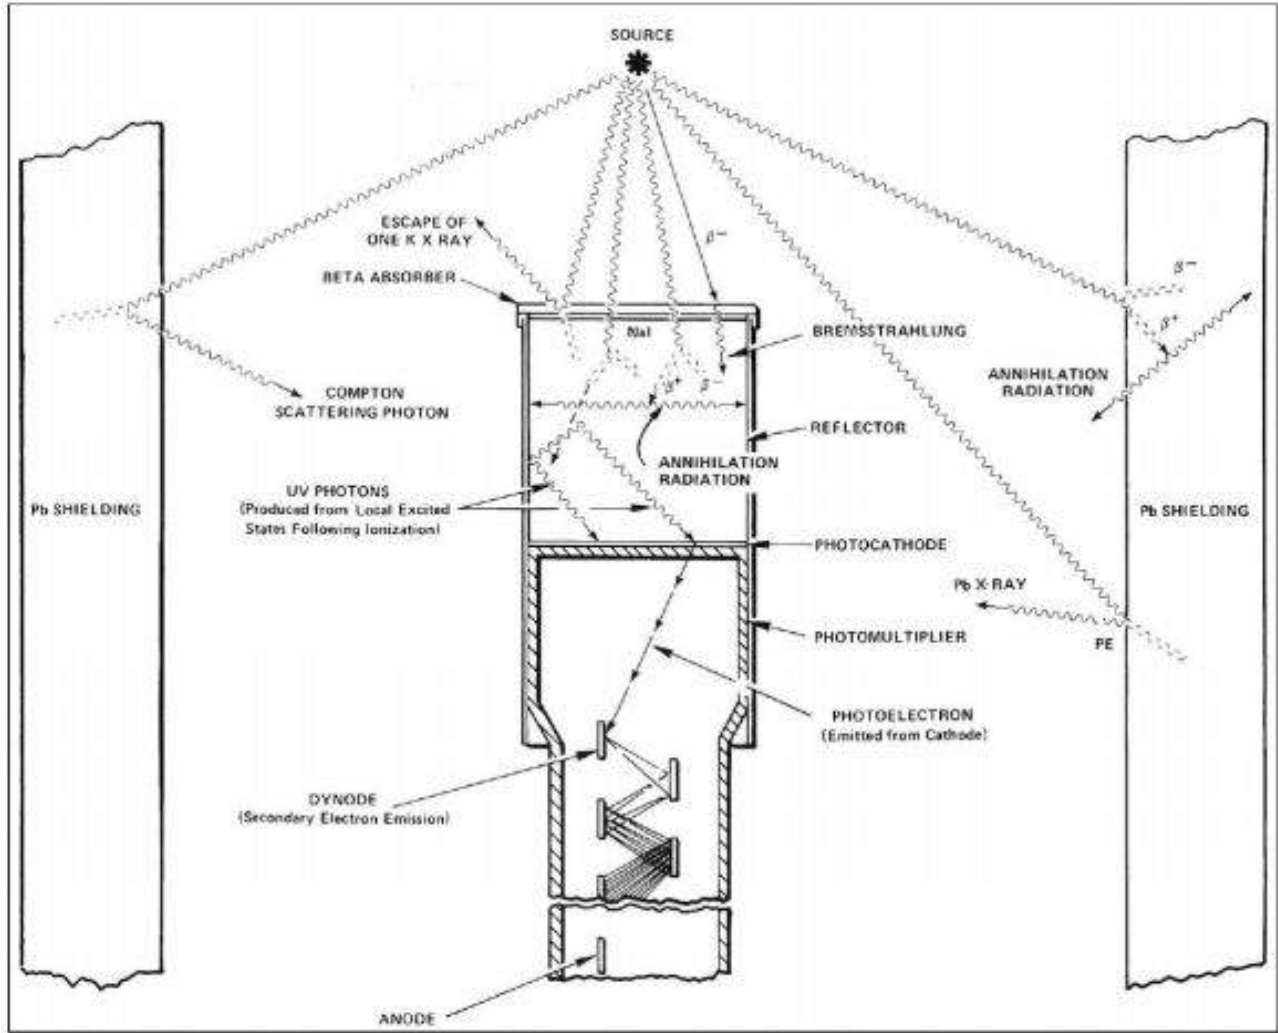 SOURCE
ESCAPE OF
ONE K X RAY
BETA ABSORBER
β−
β−
β+
NaI
BREMSSTRAHLUNG
ANNIHILATION
RADIATION
COMPTON
SCATTERING PHOTON
β+
β−
REFLECTOR
ANNIHILATION
RADIATION
UV PHOTONS
(Produced from Local Excited
States Following Ionization)
Pb SHIELDING
Pb SHIELDING
PHOTOCATHODE
Pb X-RAY
PHOTOMULTIPLIER
PE
PHOTOELECTRON
(Emitted from Cathode)
DYNODE
(Secondary Electron Emission)
ANODE